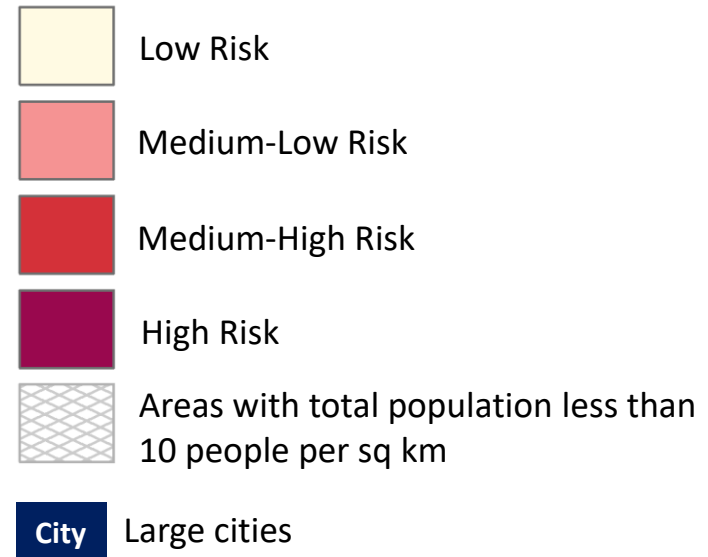 Low Risk
Medium-Low Risk
Medium-High Risk
High Risk
Areas with total population less than
10 people per sq km
City Large cities